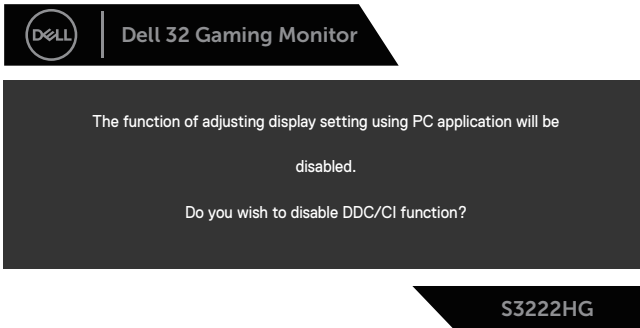 DELL
Dell 32 Gaming Monitor
The function of adjusting display setting using PC application will be
disabled.
Do you wish to disable DDC/CI function?
S3222HG